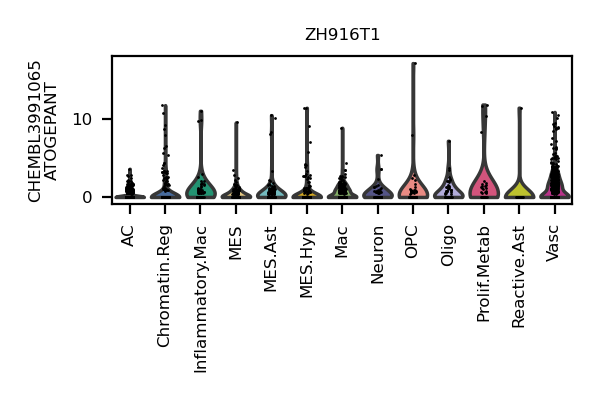 ZH916T1
CHEMBL3991065
ATOGEPANT
10
0
AC
Chromatin.Reg
Inflammatory.Mac
MES
MES.Ast
MES.Hyp
Mac
Neuron
OPC
Oligo
Prolif.Metab
Reactive.Ast
Vasc